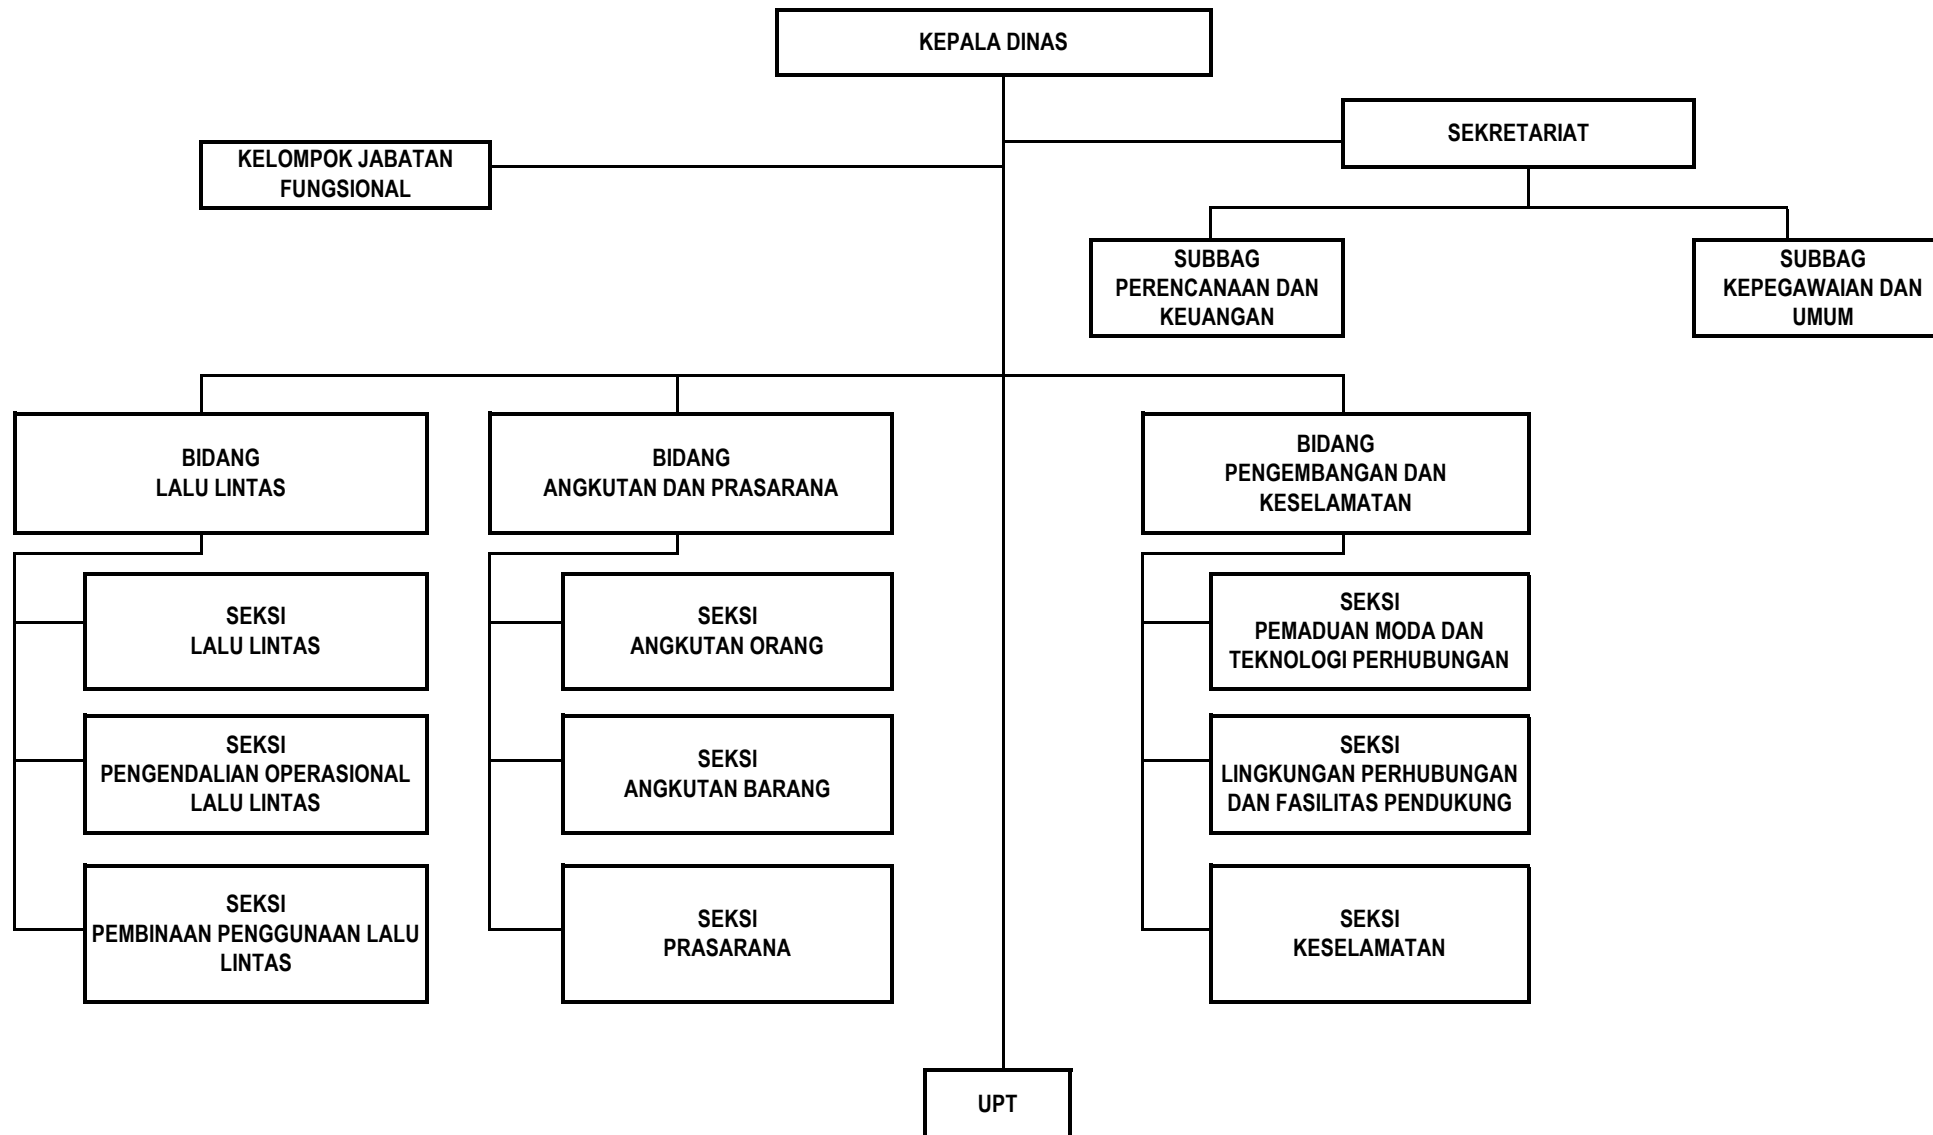 KEPALA DINAS
SEKRETARIAT
KELOMPOK JABATAN
FUNGSIONAL
SUBBAG
PERENCANAAN DAN
KEUANGAN
SUBBAG
KEPEGAWAIAN DAN
UMUM
BIDANG
LALU LINTAS
BIDANG
ANGKUTAN DAN PRASARANA
BIDANG
PENGEMBANGAN DAN
KESELAMATAN
SEKSI
LALU LINTAS
SEKSI
ANGKUTAN ORANG
SEKSI
PEMADUAN MODA DAN
TEKNOLOGI PERHUBUNGAN
SEKSI
PENGENDALIAN OPERASIONAL
LALU LINTAS
SEKSI
ANGKUTAN BARANG
SEKSI
LINGKUNGAN PERHUBUNGAN
DAN FASILITAS PENDUKUNG
SEKSI
PEMBINAAN PENGGUNAAN LALU
LINTAS
SEKSI
PRASARANA
SEKSI
KESELAMATAN
UPT